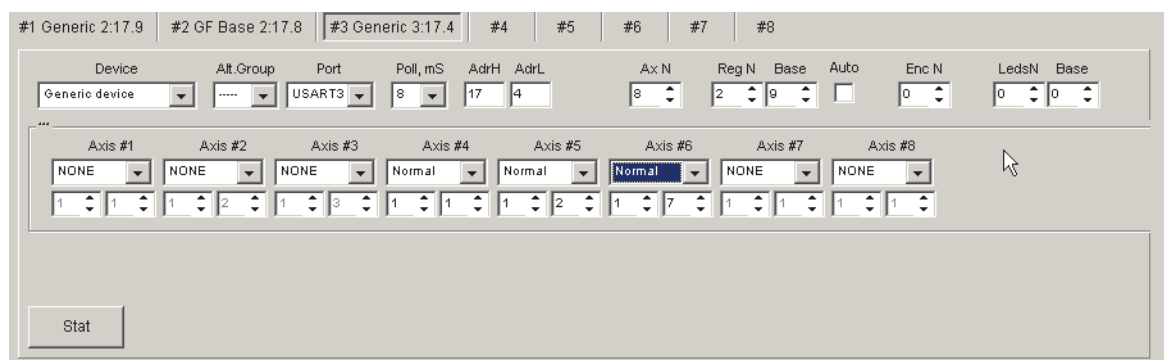 #1 Generic 2:17.9 #2 GF Base 2:17.8 #3 Generic 3:17.4 #4 #5 #6 #7 #8
Device Alt.Group Port Poll, mS AdrH AdrL Ax N Reg N Base Auto Enc N LedsN Base
Generic device ----- USART3 8 17 4 8 2 9 0 0 0
'''
Axis #1 Axis #2 Axis #3 Axis #4 Axis #5 Axis #6 Axis #7 Axis #8
NONE NONE NONE Normal Normal Normal NONE NONE
1 1 1 2 1 3 1 1 1 2 1 7 1 1 1 1
Stat